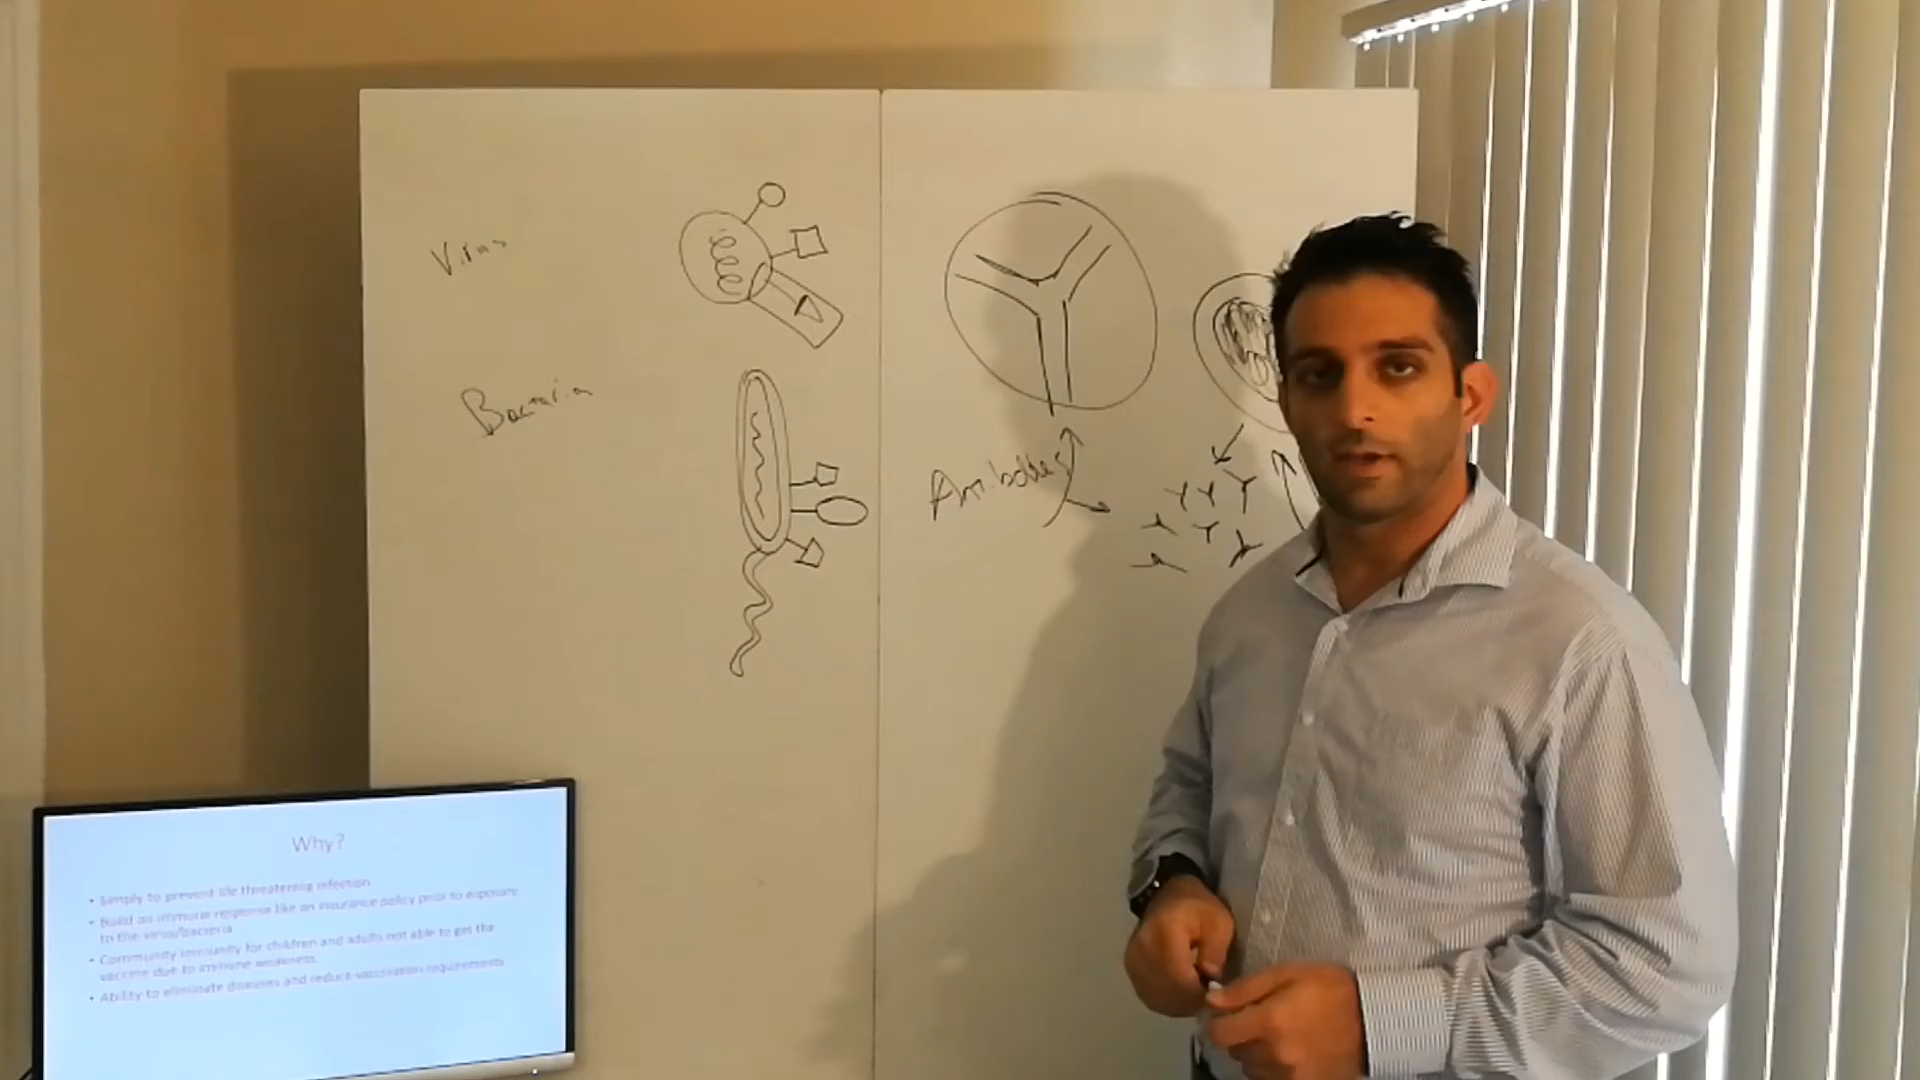 Virus
Bacteria
Antibodies
Why?
• Simply to prevent life threatening infection
• Build an immune response like an insurance policy prior to exposure
to the virus/bacteria
• Community immunity for children and adults not able to get the
vaccine due to immune weakness.
• Ability to eliminate diseases and reduce vaccination requirements